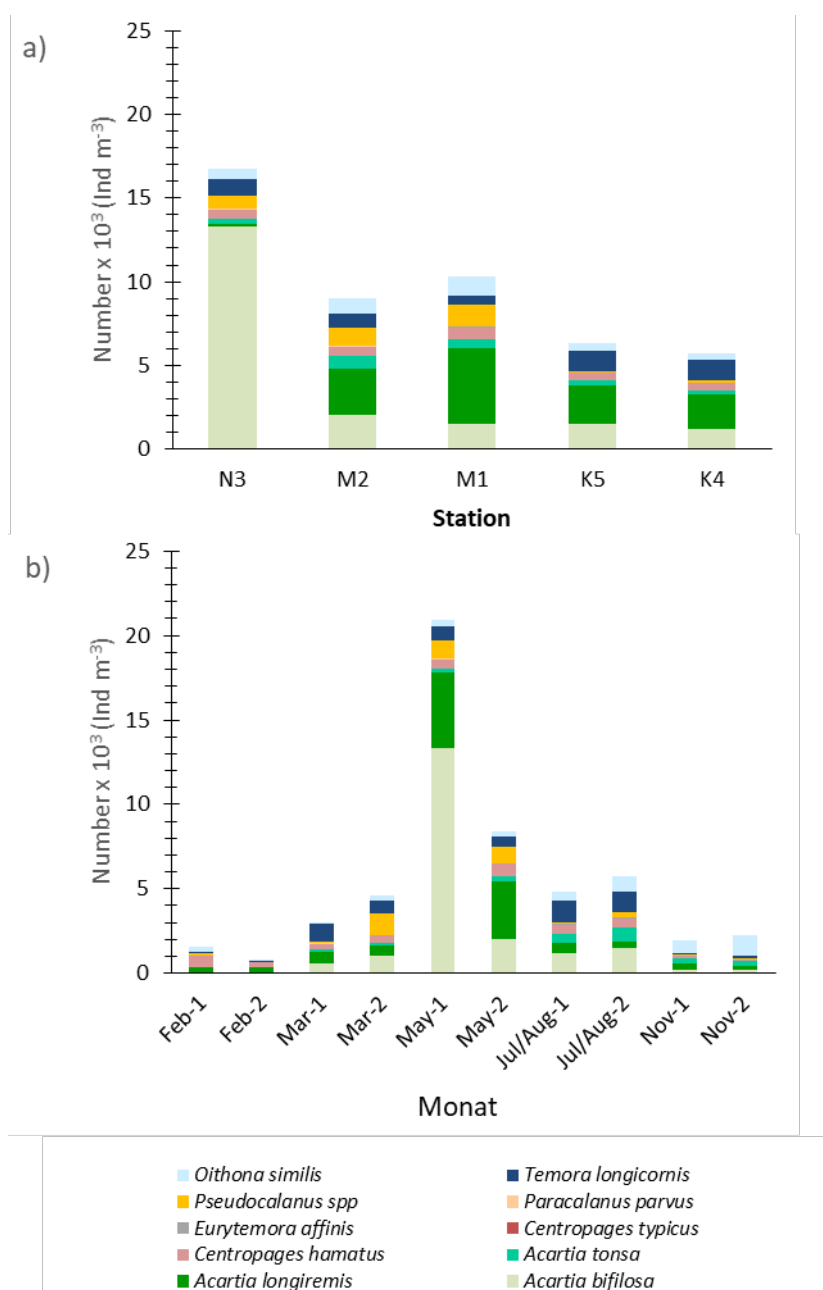 a)
Number x 10³ (Ind m⁻³)
25
20
15
10
5
0
N3 M2 M1 K5 K4
Station
b)
Number x 10³ (Ind m⁻³)
25
20
15
10
5
0
Feb-1 Feb-2 Mar-1 Mar-2 May-1 May-2 Jul/Aug-1 Jul/Aug-2 Nov-1 Nov-2
Monat
Oithona similis Temora longicornis
Pseudocalanus spp Paracalanus parvus
Eurytemora affinis Centropages typicus
Centropages hamatus Acartia tonsa
Acartia longiremis Acartia bifilosa